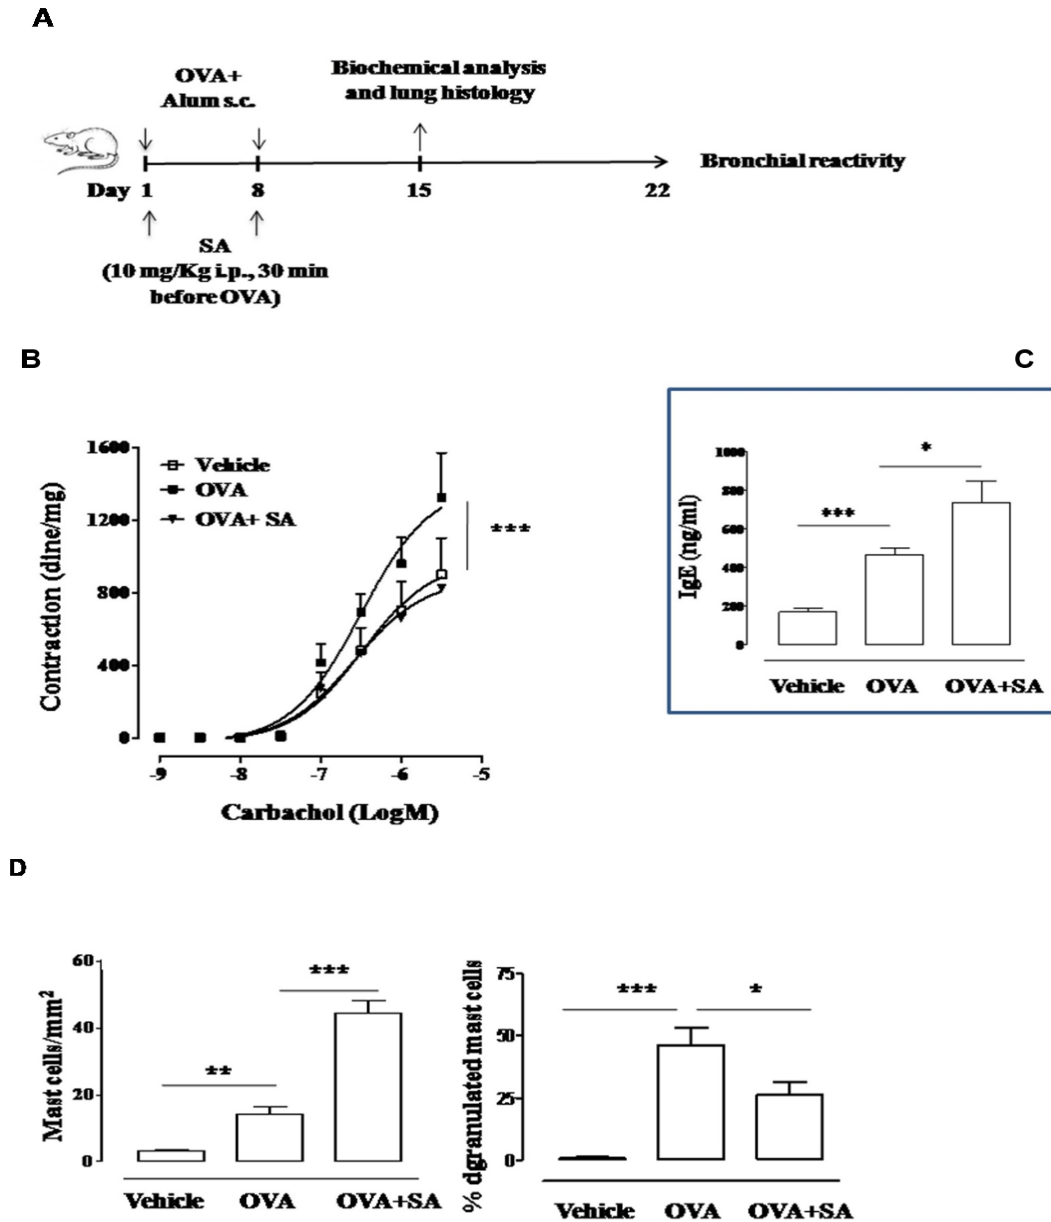 A
OVA+
Alum s.c.
Biochemical analysis
and lung histology
Bronchial reactivity
Day 1 8 15 22
SA
(10 mg/Kg i.p., 30 min
before OVA)
B
C
1600
1200
800
400
0
Contraction (dine/mg)
Vehicle
OVA
OVA+ SA
***
-9 -8 -7 -6 -5
Carbachol (LogM)
1000
800
600
400
200
0
IgE (ng/ml)
***
*
Vehicle OVA OVA+SA
D
60
40
20
0
Mast cells/mm²
**
***
Vehicle OVA OVA+SA
75
50
25
0
% dgranulated mast cells
***
*
Vehicle OVA OVA+SA